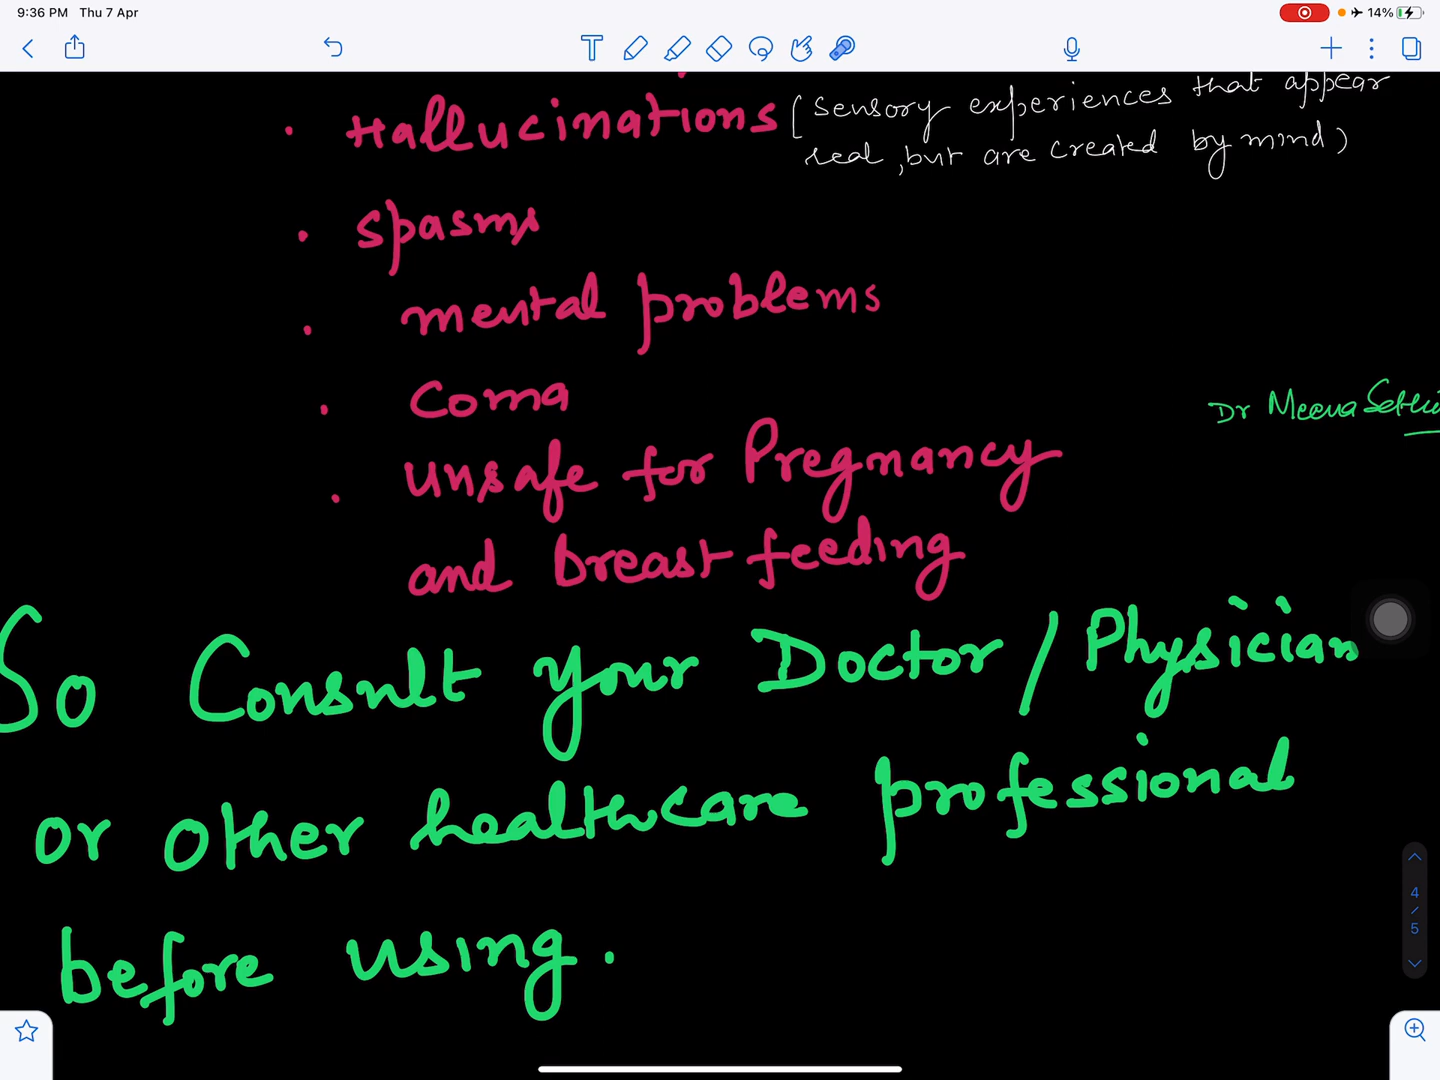 9:36 PM Thu 7 Apr
14%
. Hallucinations (sensory experiences that appear
real, but are created by mind)
. spasms
. mental problems
. Coma
Dr Meena Sethi
. unsafe for Pregnancy
and breast feeding
So Consult your Doctor / Physician
or other healthcare professional
before using.
4
/
5